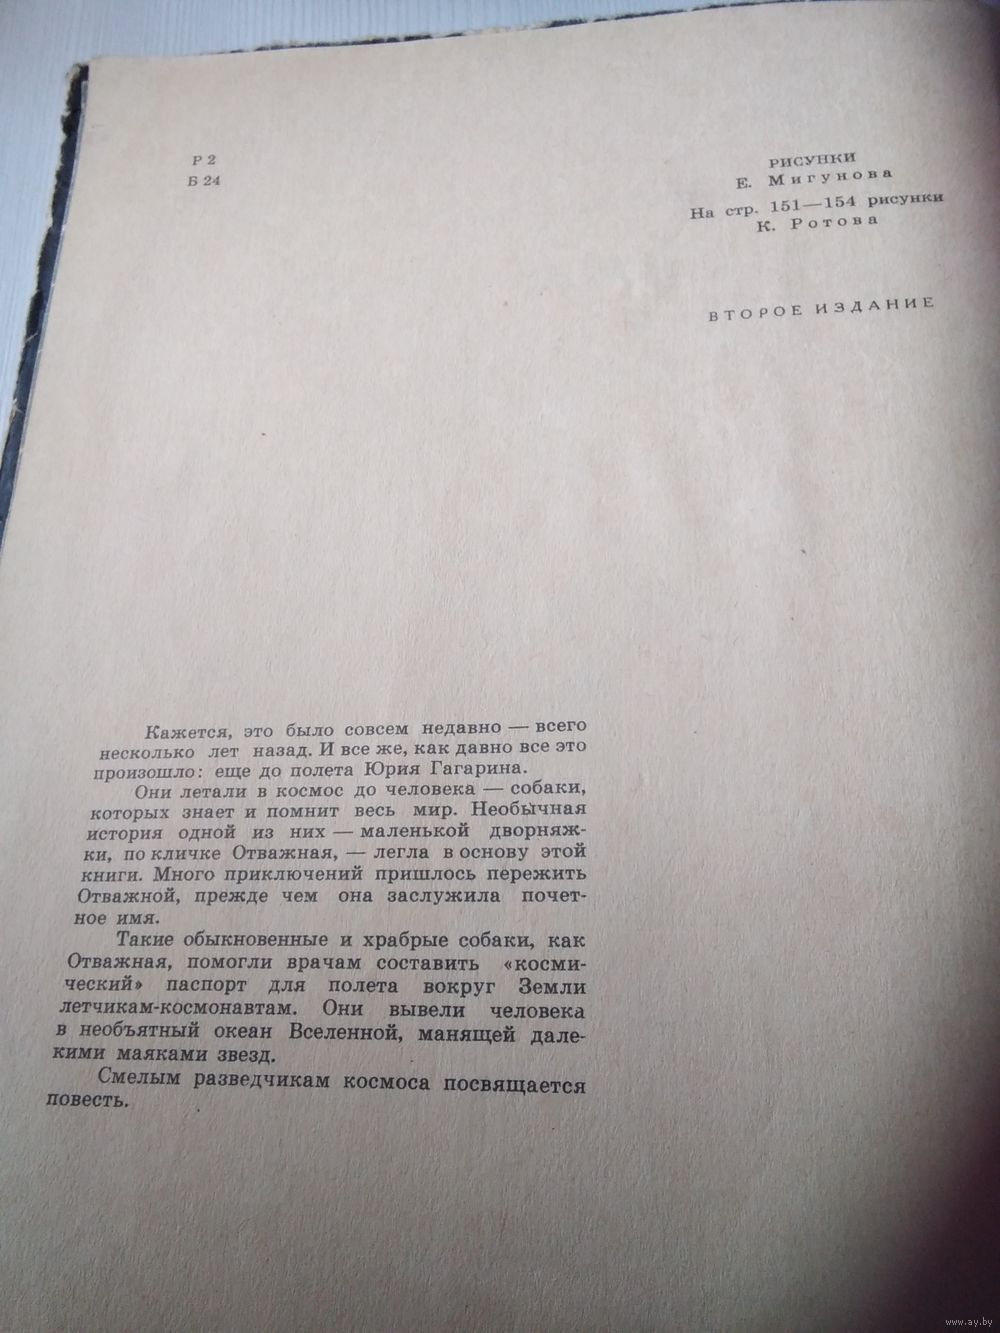 Р 2
Б 24
РИСУНКИ
Е. Мигунова
На стр. 151—154 рисунки
К. Ротова
ВТОРОЕ ИЗДАНИЕ
Кажется, это было совсем недавно — всего
несколько лет назад. И все же, как давно все это
произошло: еще до полета Юрия Гагарина.
Они летали в космос до человека — собаки,
которых знает и помнит весь мир. Необычная
история одной из них — маленькой дворняж-
ки, по кличке Отважная, — легла в основу этой
книги. Много приключений пришлось пережить
Отважной, прежде чем она заслужила почет-
ное имя.
Такие обыкновенные и храбрые собаки, как
Отважная, помогли врачам составить «косми-
ческий» паспорт для полета вокруг Земли
летчикам-космонавтам. Они вывели человека
в необъятный океан Вселенной, манящей дале-
кими маяками звезд.
Смелым разведчикам космоса посвящается
повесть.
www.ay.by